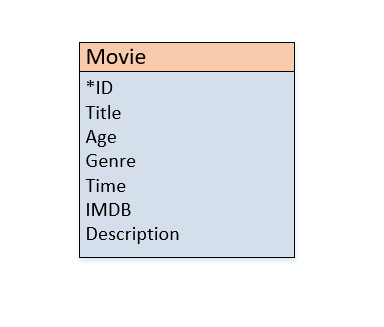 Movie
*ID
Title
Age
Genre
Time
IMDB
Description